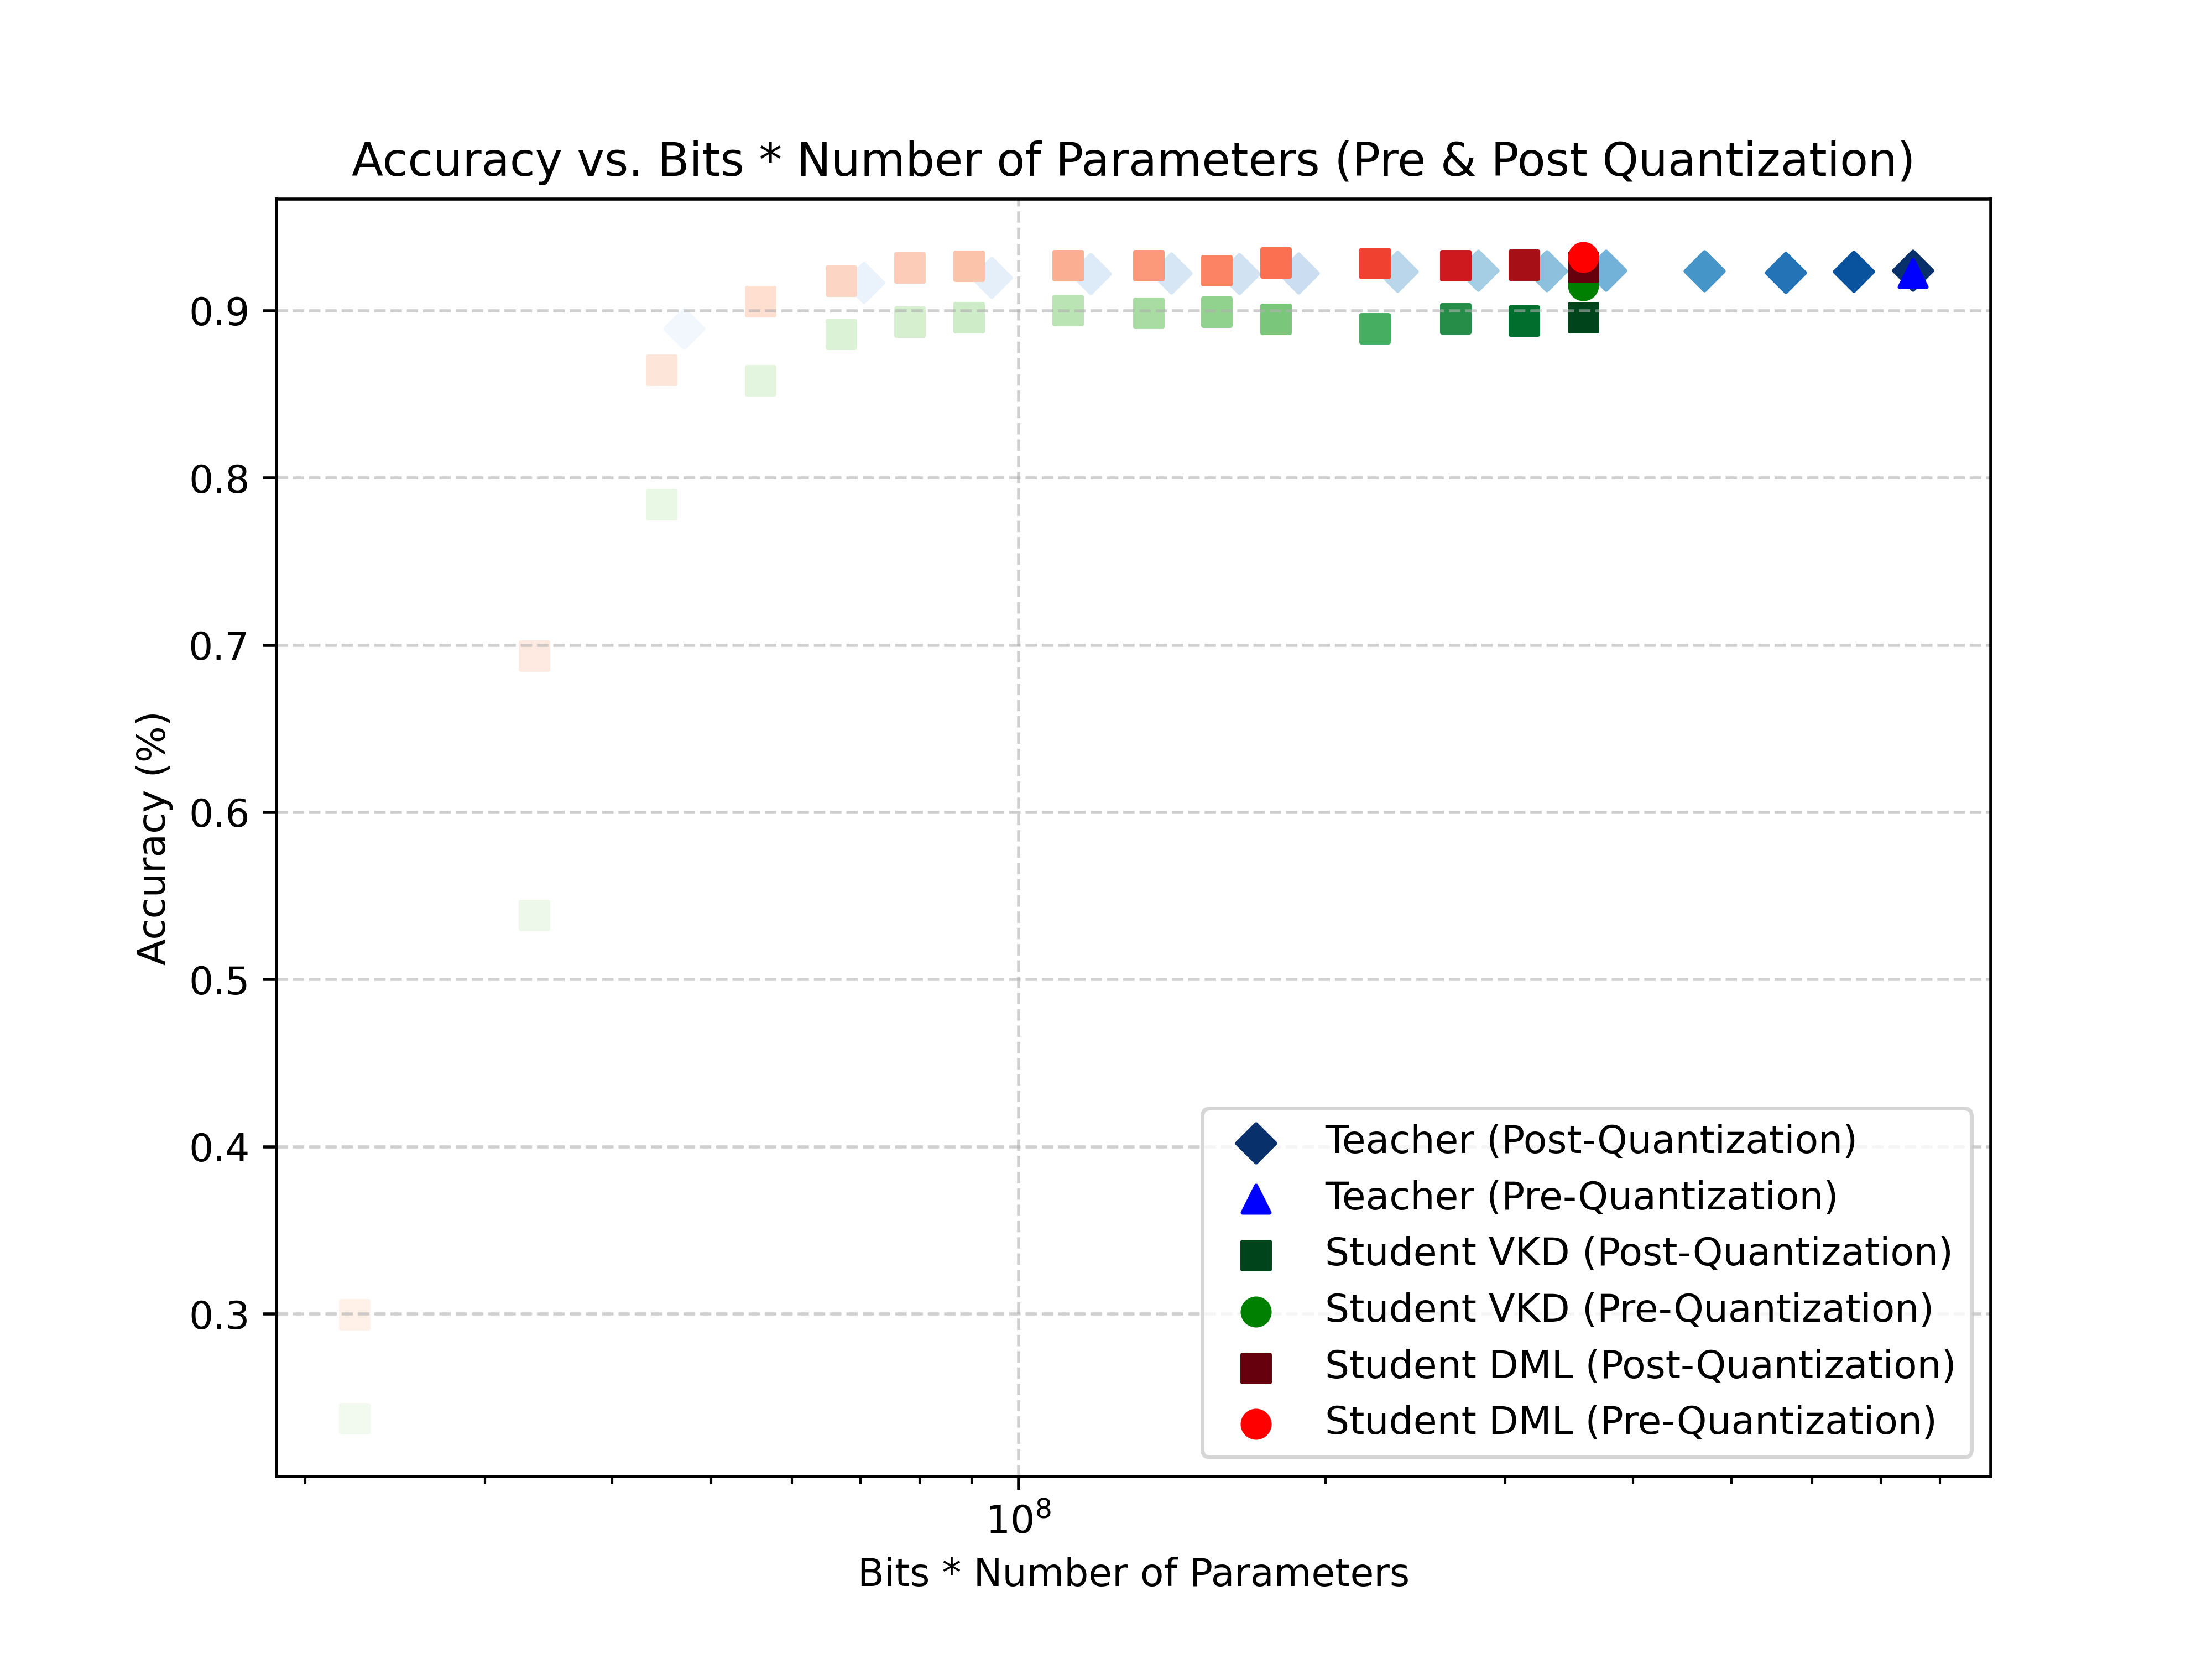 Accuracy vs. Bits * Number of Parameters (Pre & Post Quantization)
Accuracy (%)
0.9
0.8
0.7
0.6
0.5
0.4
0.3
10⁸
Bits * Number of Parameters
Teacher (Post-Quantization)
Teacher (Pre-Quantization)
Student VKD (Post-Quantization)
Student VKD (Pre-Quantization)
Student DML (Post-Quantization)
Student DML (Pre-Quantization)